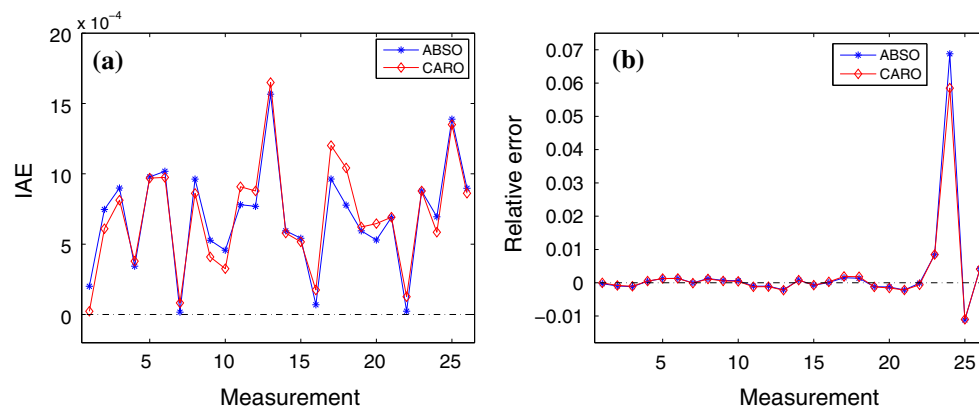 x 10⁻⁴
20
15
10
5
0
IAE
(a)
ABSO
CARO
5 10 15 20 25
Measurement
0.07
0.06
0.05
0.04
0.03
0.02
0.01
0
−0.01
Relative error
(b)
ABSO
CARO
5 10 15 20 25
Measurement